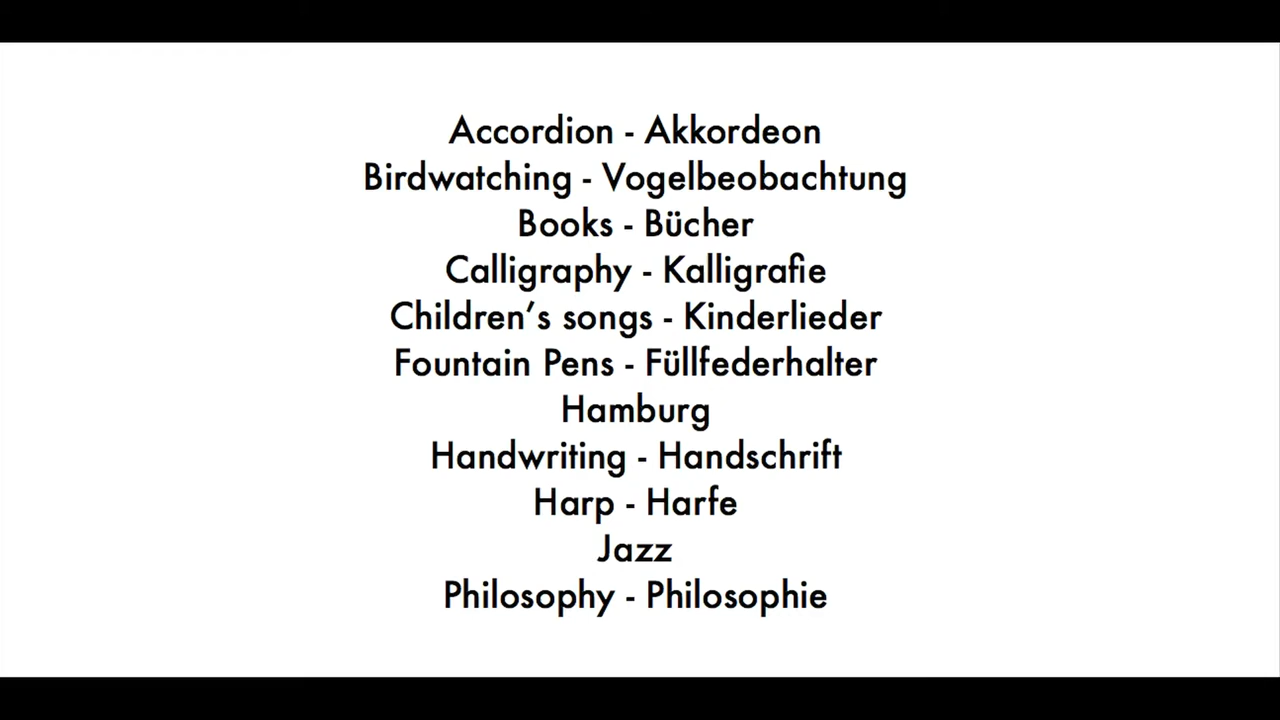 Accordion - Akkordeon
Birdwatching - Vogelbeobachtung
Books - Bücher
Calligraphy - Kalligrafie
Children’s songs - Kinderlieder
Fountain Pens - Füllfederhalter
Hamburg
Handwriting - Handschrift
Harp - Harfe
Jazz
Philosophy - Philosophie